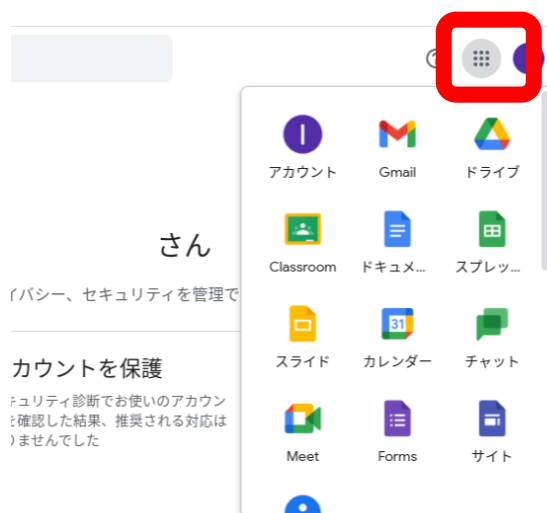 アカウント
Gmail
ドライブ
さん
Classroom
ドキュメ...
スプレッ...
イバシー、セキュリティを管理で
スライド
31
カレンダー
チャット
カウントを保護
キュリティ診断でお使いのアカウン
を確認した結果、推奨される対応は
りませんでした
Meet
Forms
サイト